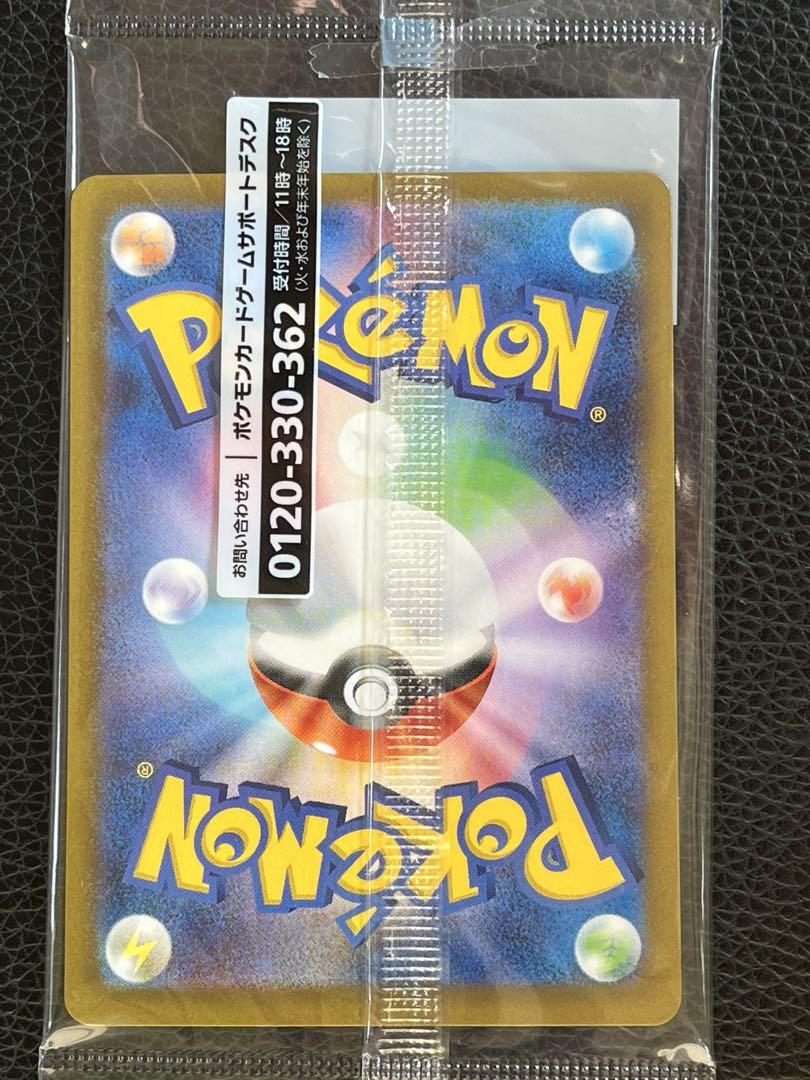 お問い合わせ先 | ポケモンカードゲームサポートデスク
0120-330-362 受付時間/11時~18時
(火・水および年末年始を除く)
POKéMON®
POKéMON®